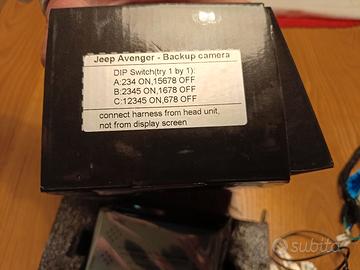 Jeep Avenger - Backup camera
DIP Switch(try 1 by 1):
A:234 ON,15678 OFF
B:2345 ON,1678 OFF
C:12345 ON,678 OFF
connect harness from head unit,
not from display screen
subito